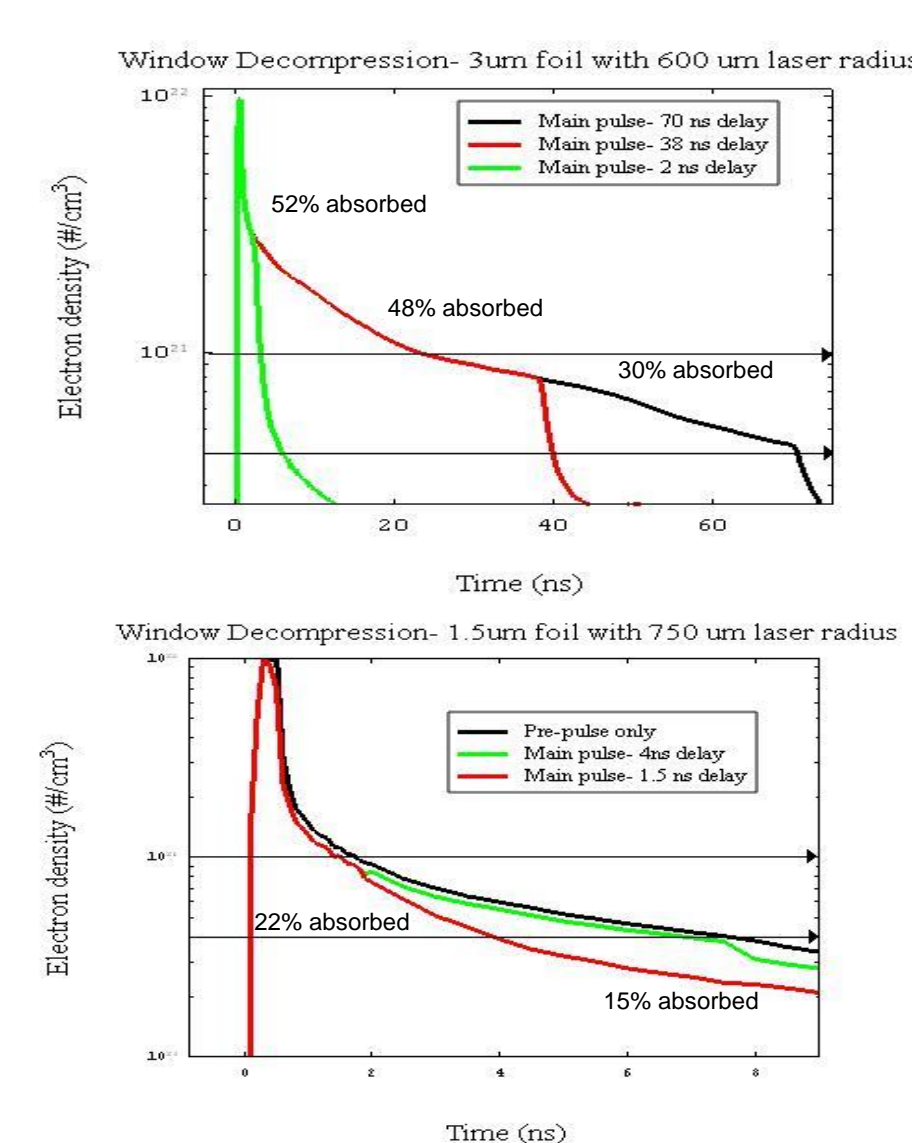 Window Decompression- 3um foil with 600 um laser radius
10²²
Main pulse- 70 ns delay
Main pulse- 38 ns delay
Main pulse- 2 ns delay
52% absorbed
48% absorbed
10²¹
30% absorbed
Electron density (#/cm³)
0 20 40 60
Time (ns)
Window Decompression- 1.5um foil with 750 um laser radius
Pre-pulse only
Main pulse- 4ns delay
Main pulse- 1.5 ns delay
10²¹
22% absorbed
15% absorbed
Electron density (#/cm³)
0 2 4 6 8
Time (ns)